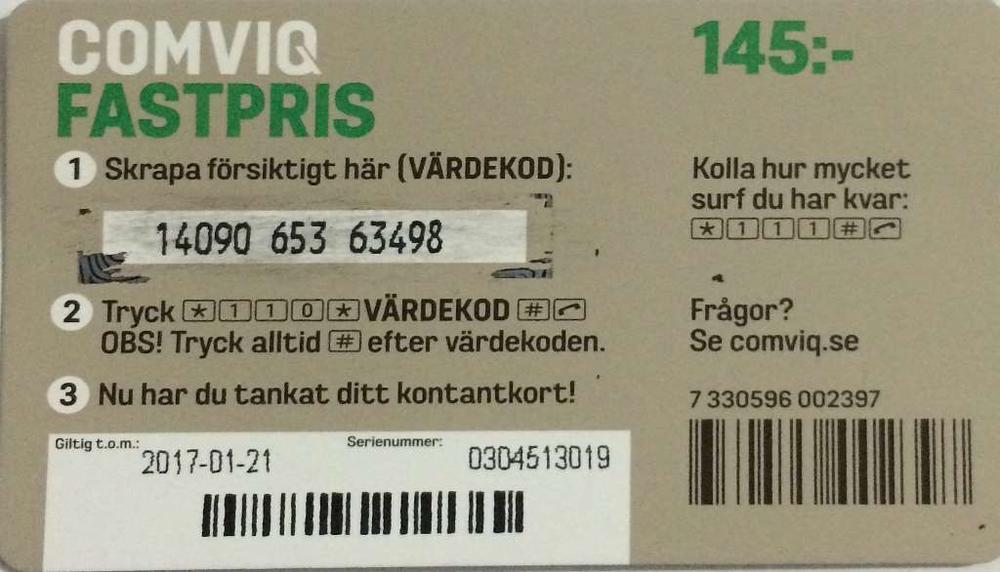 COMVIQ
FASTPRIS
145:-
1 Skrapa försiktigt här (VÄRDEKOD):
14090 653 63498
2 Tryck *110* VÄRDEKOD #
OBS! Tryck alltid # efter värdekoden.
3 Nu har du tankat ditt kontantkort!
Giltig t.o.m.: 2017-01-21
Serienummer: 0304513019
Kolla hur mycket
surf du har kvar:
*111#
Frågor?
Se comviq.se
7 330596 002397